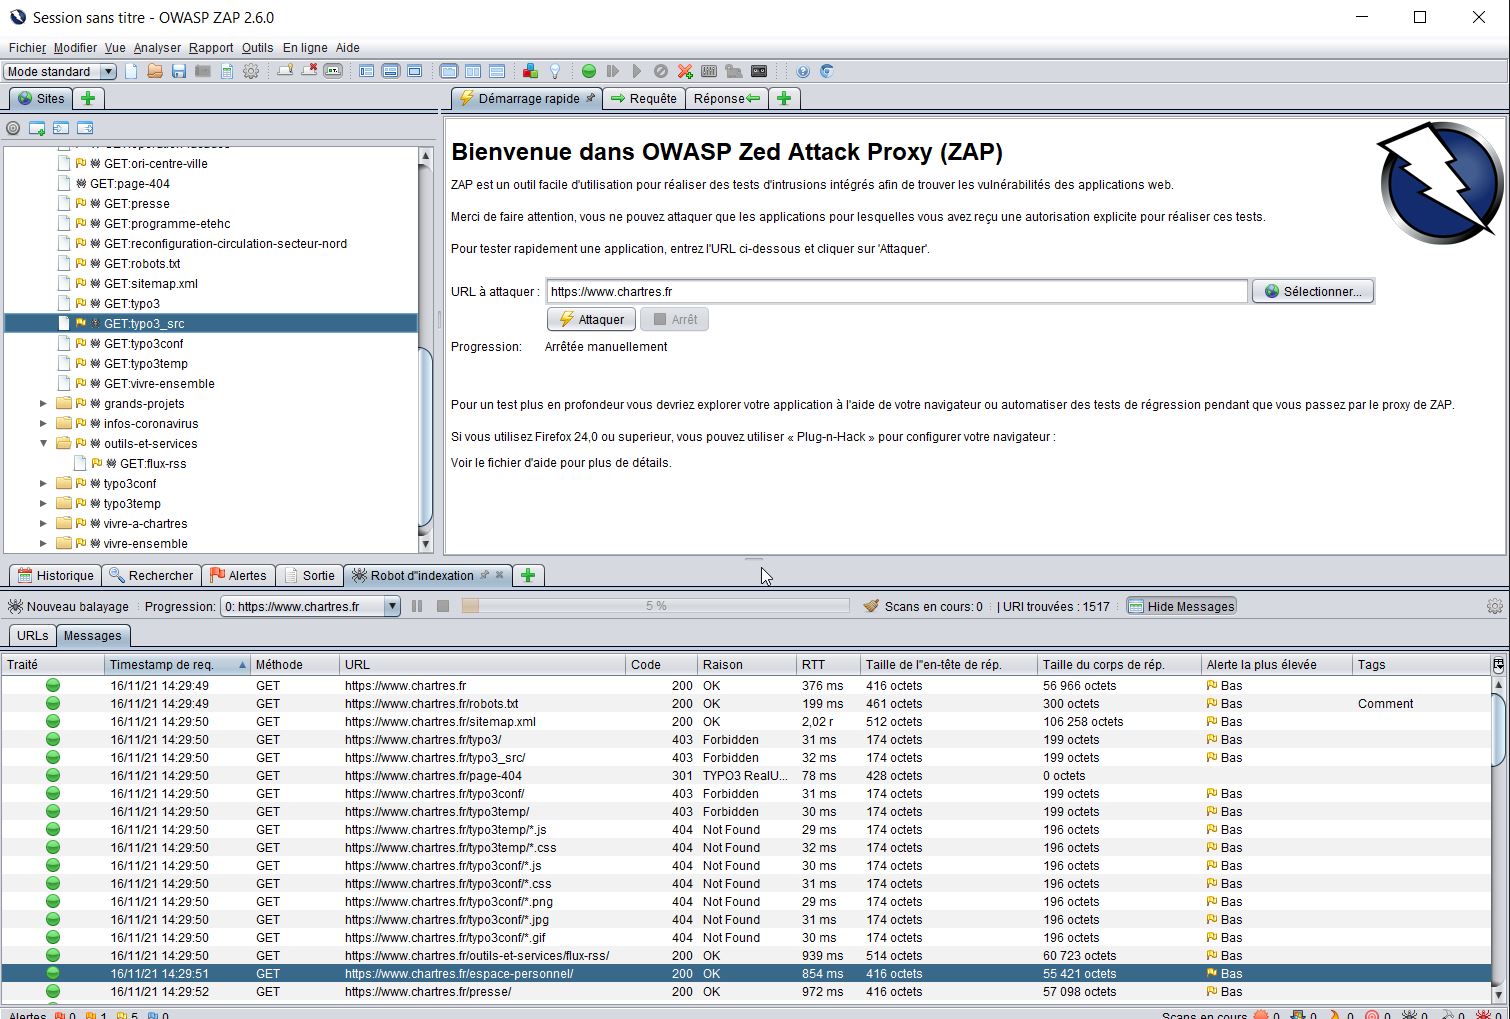 Session sans titre - OWASP ZAP 2.6.0
Fichier Modifier Vue Analyser Rapport Outils En ligne Aide
Mode standard
Sites
Démarrage rapide Requête Réponse
GET:ori-centre-ville
GET:page-404
GET:presse
GET:programme-etehc
GET:reconfiguration-circulation-secteur-nord
GET:robots.txt
GET:sitemap.xml
GET:typo3
GET:typo3_src
GET:typo3conf
GET:typo3temp
GET:vivre-ensemble
grands-projets
infos-coronavirus
outils-et-services
GET:flux-rss
typo3conf
typo3temp
vivre-a-chartres
vivre-ensemble
Bienvenue dans OWASP Zed Attack Proxy (ZAP)
ZAP est un outil facile d'utilisation pour réaliser des tests d'intrusions intégrés afin de trouver les vulnérabilités des applications web.
Merci de faire attention, vous ne pouvez attaquer que les applications pour lesquelles vous avez reçu une autorisation explicite pour réaliser ces tests.
Pour tester rapidement une application, entrez l'URL ci-dessous et cliquer sur 'Attaquer'.
URL à attaquer : https://www.chartres.fr Sélectionner...
Attaquer Arrêt
Progression: Arrêtée manuellement
Pour un test plus en profondeur vous devriez explorer votre application à l'aide de votre navigateur ou automatiser des tests de régression pendant que vous passez par le proxy de ZAP.
Si vous utilisez Firefox 24,0 ou superieur, vous pouvez utiliser « Plug-n-Hack » pour configurer votre navigateur :
Voir le fichier d'aide pour plus de détails.
Historique Rechercher Alertes Sortie Robot d''indexation
Nouveau balayage Progression: 0: https://www.chartres.fr 5 % Scans en cours: 0 | URI trouvées : 1517 Hide Messages
URLs Messages
Traité Timestamp de req. Méthode URL Code Raison RTT Taille de l''en-tête de rép. Taille du corps de rép. Alerte la plus élevée Tags
16/11/21 14:29:49 GET https://www.chartres.fr 200 OK 376 ms 416 octets 56 966 octets Bas
16/11/21 14:29:49 GET https://www.chartres.fr/robots.txt 200 OK 199 ms 461 octets 300 octets Bas Comment
16/11/21 14:29:50 GET https://www.chartres.fr/sitemap.xml 200 OK 2,02 r 512 octets 106 258 octets Bas
16/11/21 14:29:50 GET https://www.chartres.fr/typo3/ 403 Forbidden 31 ms 174 octets 199 octets Bas
16/11/21 14:29:50 GET https://www.chartres.fr/typo3_src/ 403 Forbidden 32 ms 174 octets 199 octets Bas
16/11/21 14:29:50 GET https://www.chartres.fr/page-404 301 TYPO3 RealU... 78 ms 428 octets 0 octets
16/11/21 14:29:50 GET https://www.chartres.fr/typo3conf/ 403 Forbidden 31 ms 174 octets 199 octets Bas
16/11/21 14:29:50 GET https://www.chartres.fr/typo3temp/ 403 Forbidden 30 ms 174 octets 199 octets Bas
16/11/21 14:29:50 GET https://www.chartres.fr/typo3temp/*.js 404 Not Found 29 ms 174 octets 196 octets Bas
16/11/21 14:29:50 GET https://www.chartres.fr/typo3temp/*.css 404 Not Found 32 ms 174 octets 196 octets Bas
16/11/21 14:29:50 GET https://www.chartres.fr/typo3conf/*.js 404 Not Found 30 ms 174 octets 196 octets Bas
16/11/21 14:29:50 GET https://www.chartres.fr/typo3conf/*.css 404 Not Found 31 ms 174 octets 196 octets Bas
16/11/21 14:29:50 GET https://www.chartres.fr/typo3conf/*.png 404 Not Found 29 ms 174 octets 196 octets Bas
16/11/21 14:29:50 GET https://www.chartres.fr/typo3conf/*.jpg 404 Not Found 31 ms 174 octets 196 octets Bas
16/11/21 14:29:50 GET https://www.chartres.fr/typo3conf/*.gif 404 Not Found 30 ms 174 octets 196 octets Bas
16/11/21 14:29:50 GET https://www.chartres.fr/outils-et-services/flux-rss/ 200 OK 939 ms 514 octets 60 723 octets Bas
16/11/21 14:29:51 GET https://www.chartres.fr/espace-personnel/ 200 OK 854 ms 416 octets 55 421 octets Bas
16/11/21 14:29:52 GET https://www.chartres.fr/presse/ 200 OK 972 ms 416 octets 57 098 octets Bas
Alertes 0 1 5 0 Scans en cours 0 0 0 0 0 0 0